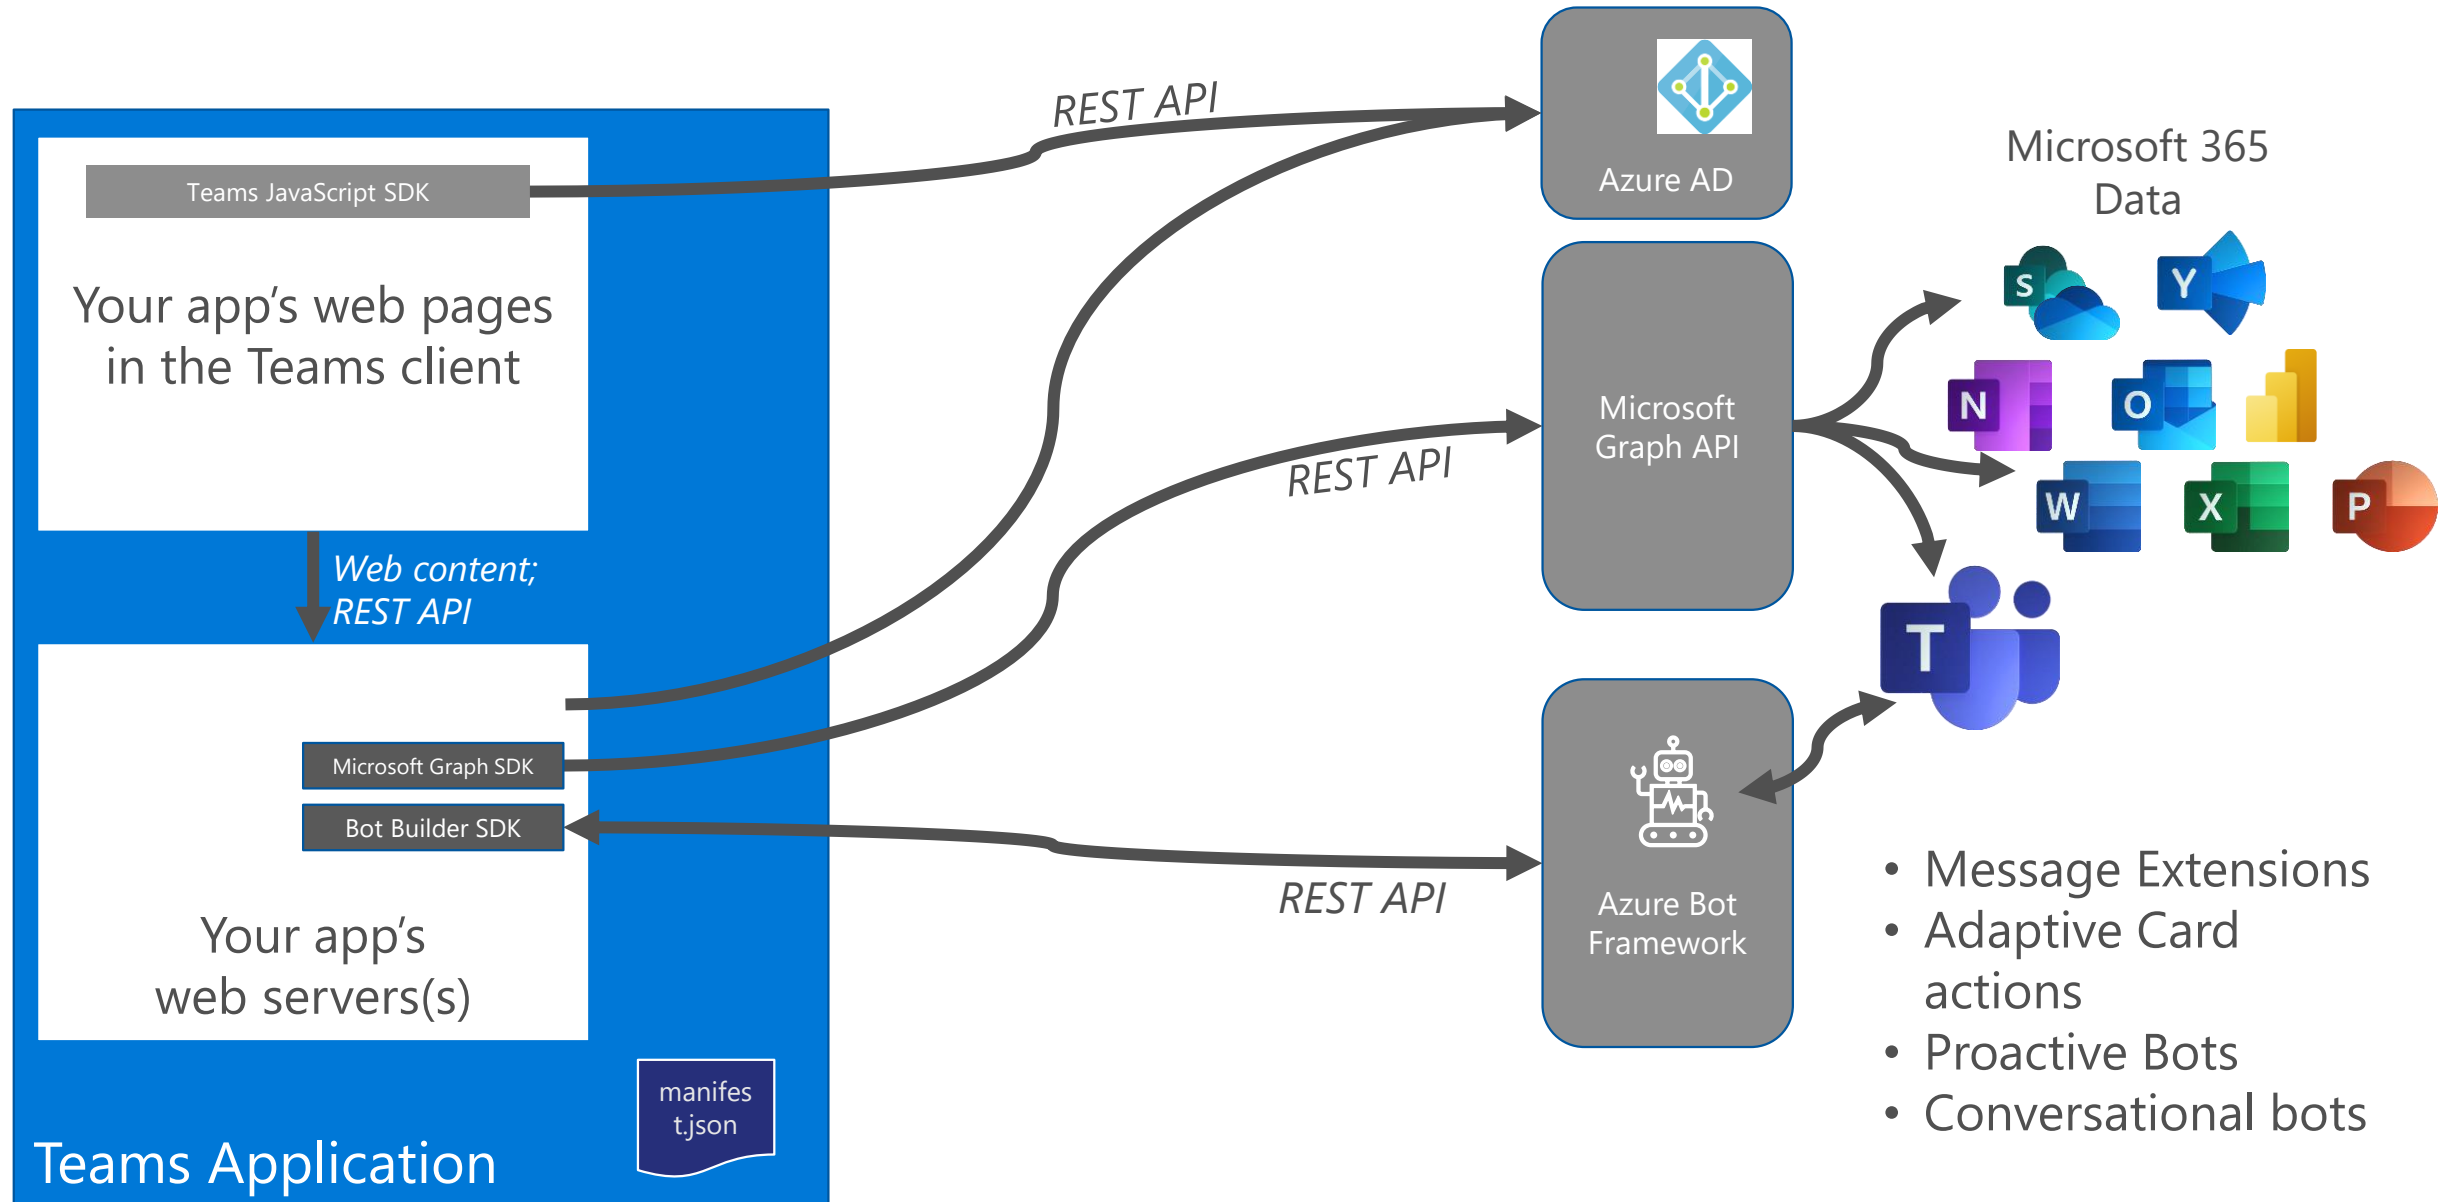 REST API
Azure AD
Microsoft 365
Data
Teams JavaScript SDK
Your app's web pages
in the Teams client
S
Y
N
O
Microsoft
Graph API
REST API
W
X
P
Web content;
REST API
T
Microsoft Graph SDK
Bot Builder SDK
REST API
Azure Bot
Framework
Your app's
web servers(s)
• Message Extensions
• Adaptive Card
actions
• Proactive Bots
• Conversational bots
manifes
t.json
Teams Application